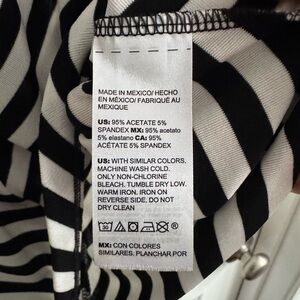 MADE IN MEXICO/ HECHO
EN MÉXICO/ FABRIQUÉ AU
MEXIQUE
US: 95% ACETATE 5%
SPANDEX MX: 95% acetato
5% elastano CA: 95%
ACÉTATE 5% SPANDEX
US: WITH SIMILAR COLORS.
MACHINE WASH COLD.
ONLY NON-CHLORINE
BLEACH. TUMBLE DRY LOW.
WARM IRON. IRON ON
REVERSE SIDE. DO NOT
DRY CLEAN
MX: CON COLORES
SIMILARES, PLANCHAR POR